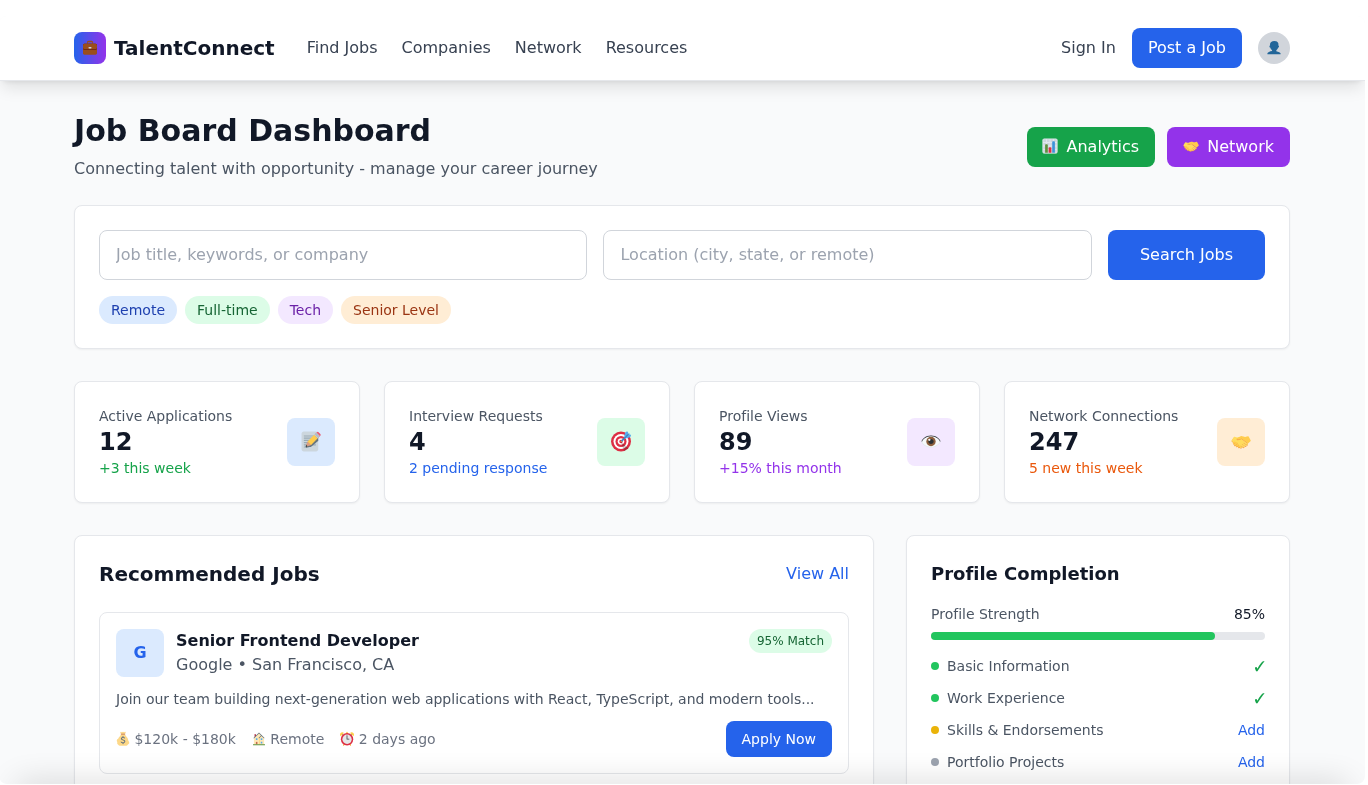 TalentConnect
Find Jobs
Companies
Network
Resources
Sign In
Post a Job
Job Board Dashboard
Connecting talent with opportunity - manage your career journey
Analytics
Network
Job title, keywords, or company
Location (city, state, or remote)
Search Jobs
Remote
Full-time
Tech
Senior Level
Active Applications
12
+3 this week
Interview Requests
4
2 pending response
Profile Views
89
+15% this month
Network Connections
247
5 new this week
Recommended Jobs
View All
G
Senior Frontend Developer
Google • San Francisco, CA
95% Match
Join our team building next-generation web applications with React, TypeScript, and modern tools...
$120k - $180k
Remote
2 days ago
Apply Now
Profile Completion
Profile Strength
85%
Basic Information
✓
Work Experience
✓
Skills & Endorsements
Add
Portfolio Projects
Add